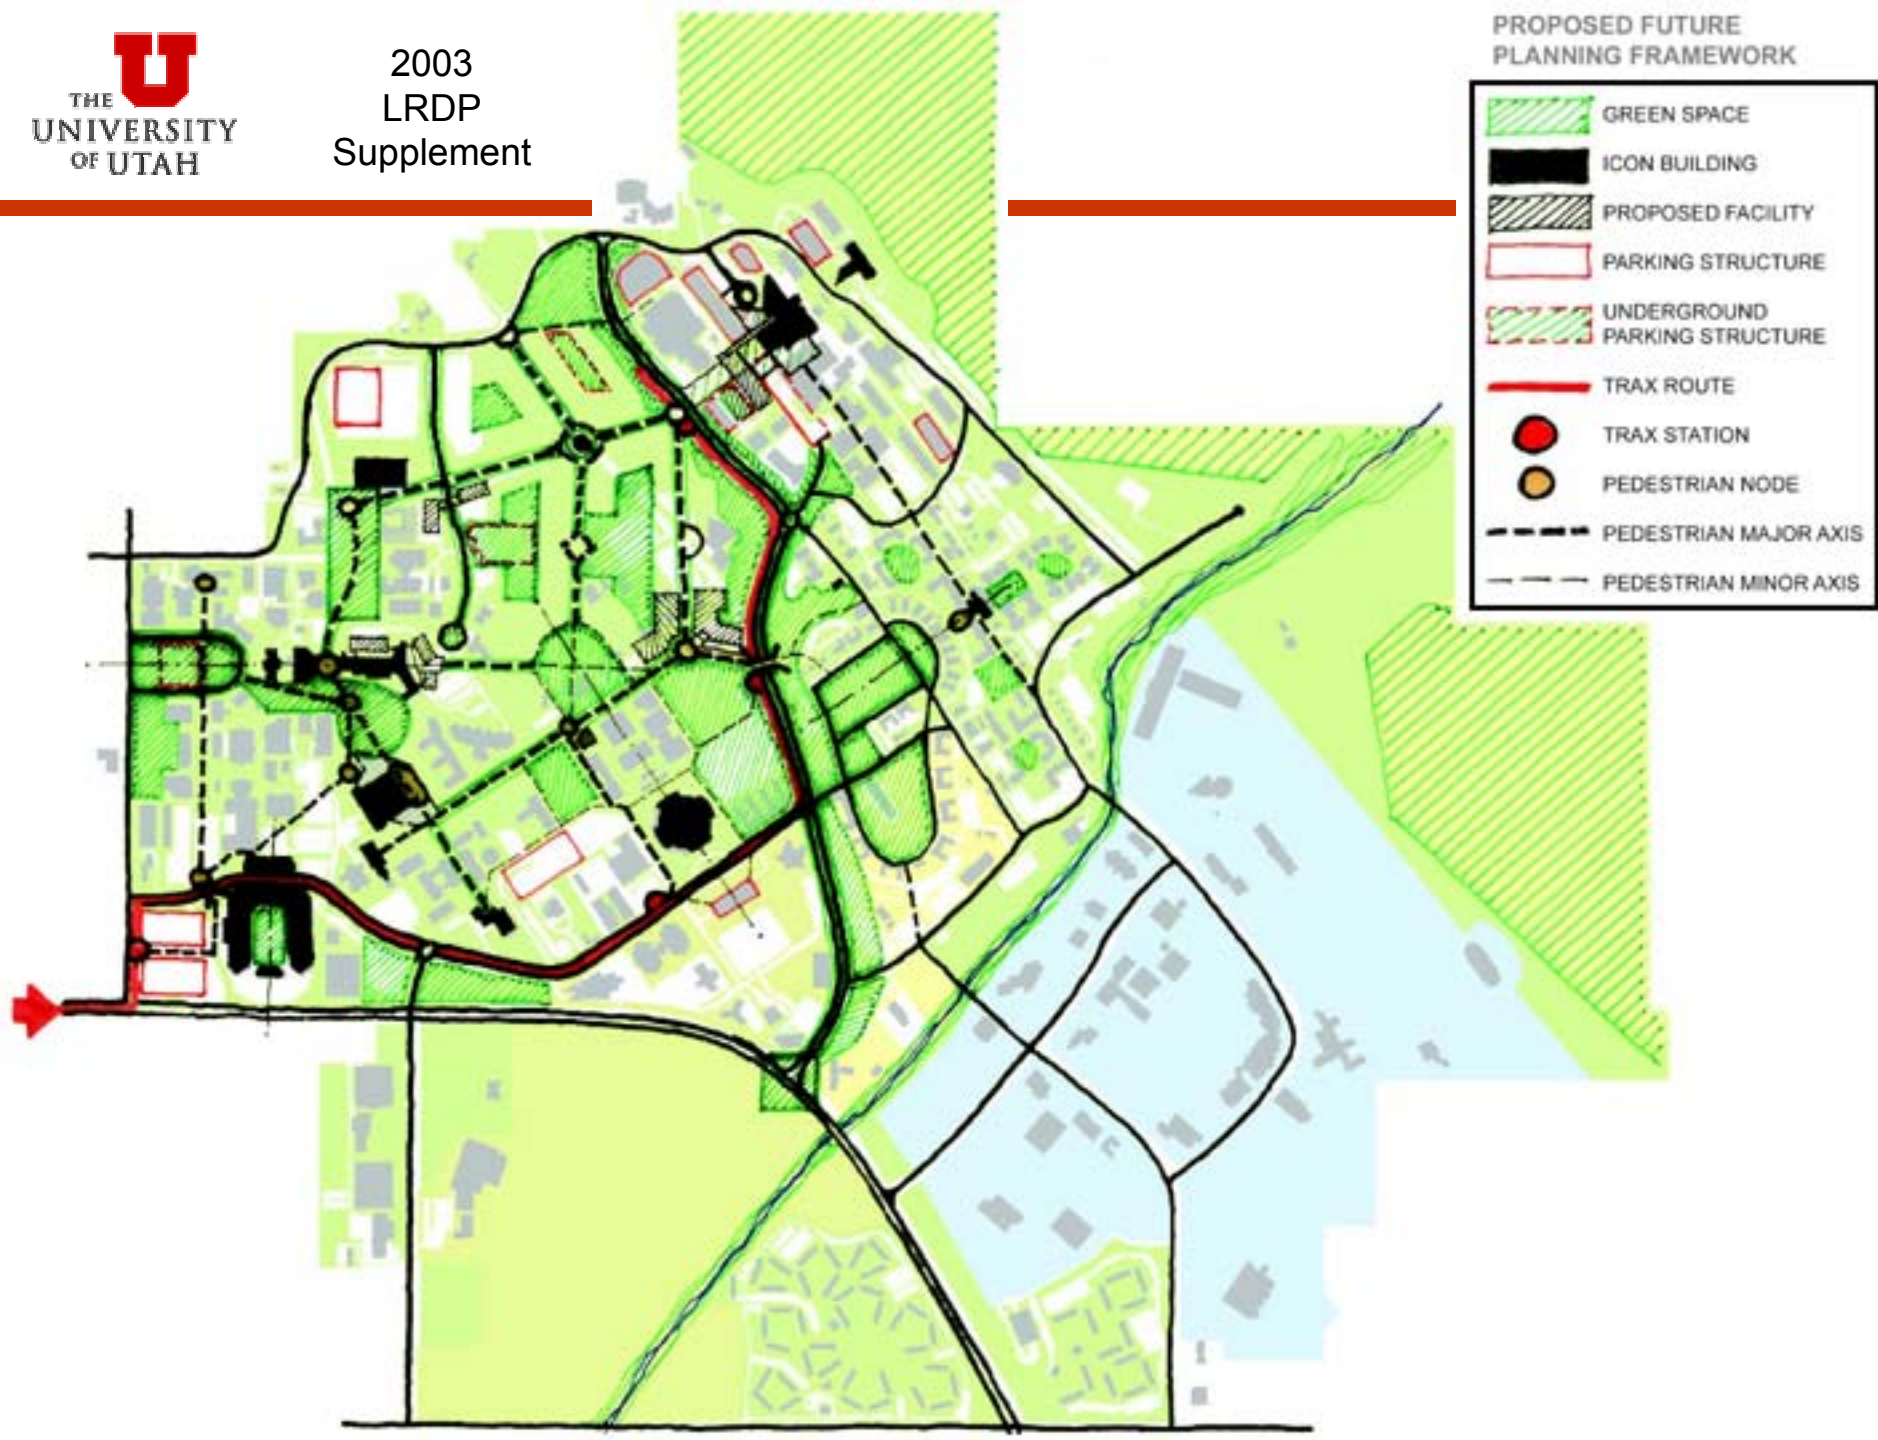 THE
UNIVERSITY
OF UTAH
2003
LRDP
Supplement
PROPOSED FUTURE
PLANNING FRAMEWORK
GREEN SPACE
ICON BUILDING
PROPOSED FACILITY
PARKING STRUCTURE
UNDERGROUND
PARKING STRUCTURE
TRAX ROUTE
TRAX STATION
PEDESTRIAN NODE
PEDESTRIAN MAJOR AXIS
PEDESTRIAN MINOR AXIS